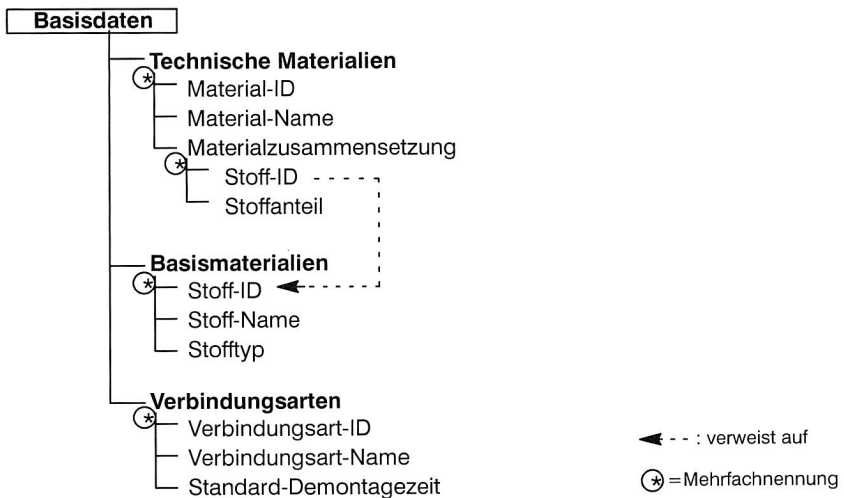 Basisdaten
Technische Materialien
* Material-ID
Material-Name
Materialzusammensetzung
* Stoff-ID
Stoffanteil
Basismaterialien
* Stoff-ID
Stoff-Name
Stofftyp
Verbindungsarten
* Verbindungsart-ID
Verbindungsart-Name
Standard-Demontagezeit
: verweist auf
* =Mehrfachnennung